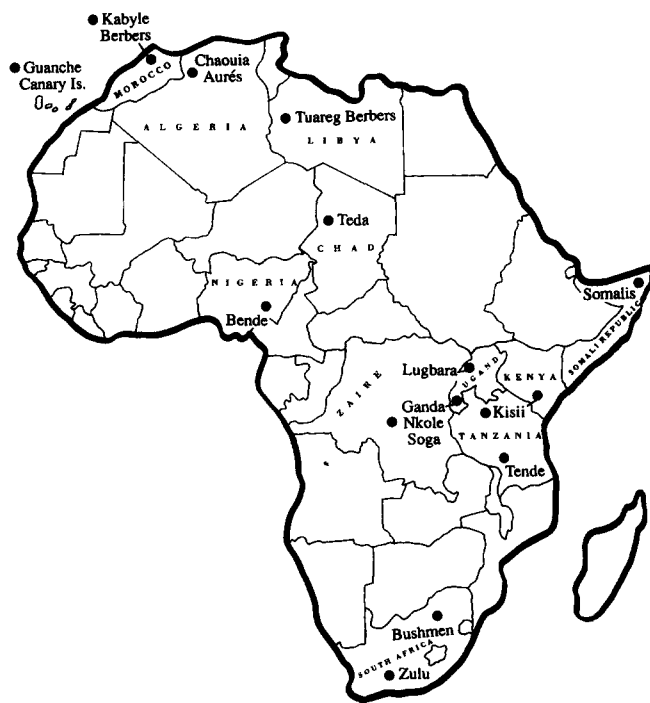 Kabyle
Berbers
Guanche
Canary Is.
MOROCCO
Chaouia
Aurés
ALGERIA
Tuareg Berbers
LIBYA
Teda
CHAD
NIGERIA
Bende
Somalis
SOMALI REPUBLIC
Lugbara
UGAND
KENYA
ZAIRE
Ganda
Nkole
Soga
Kisii
TANZANIA
Tende
Bushmen
SOUTH AFRICA
Zulu